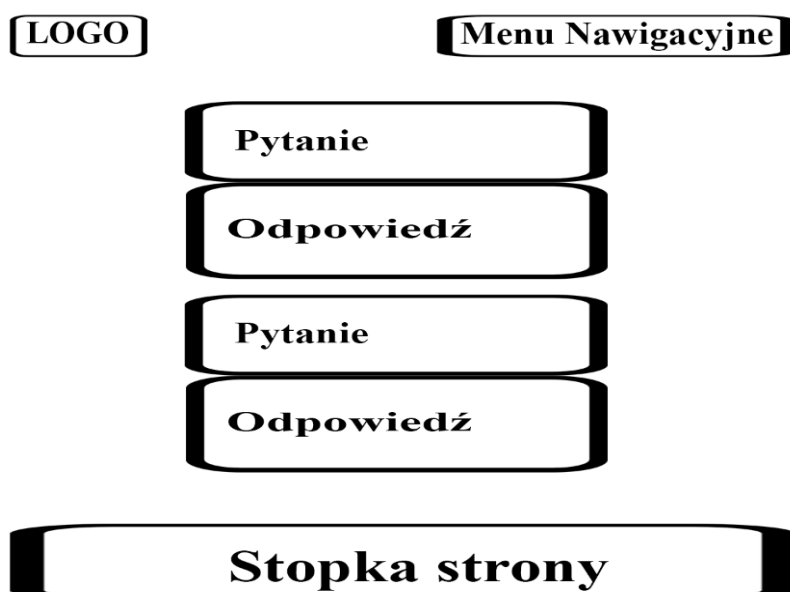 LOGO
Menu Nawigacyjne
Pytanie
Odpowiedź
Pytanie
Odpowiedź
Stopka strony